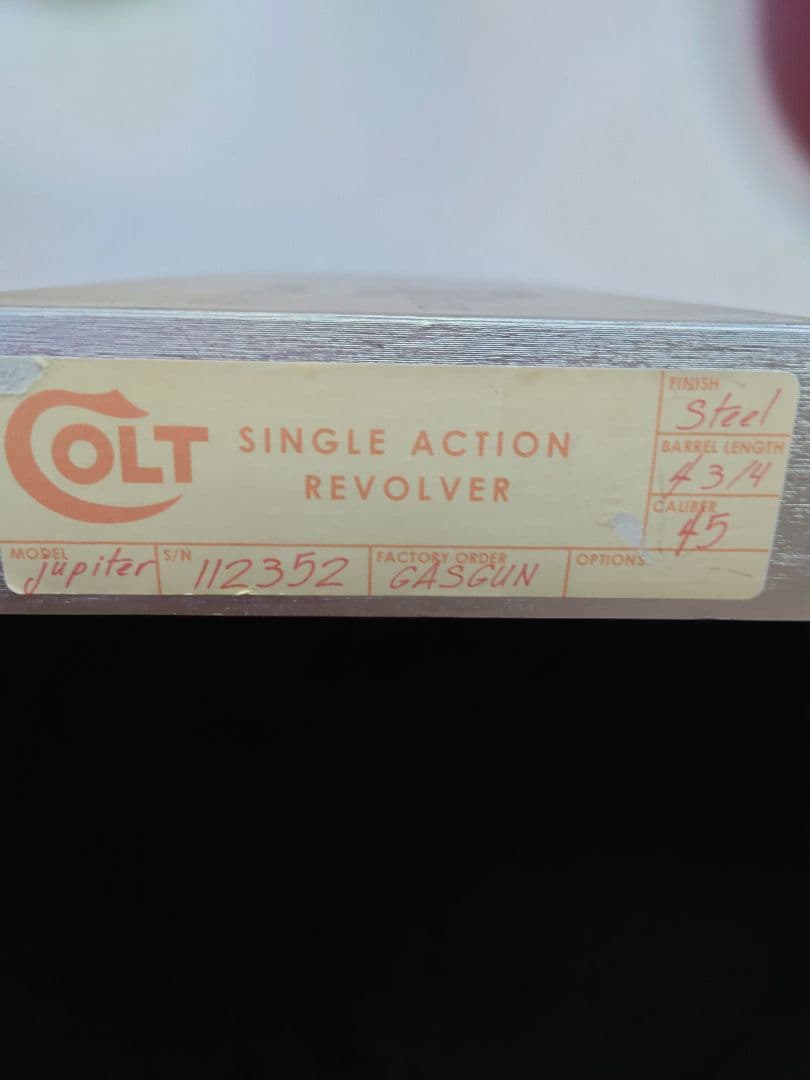 COLT SINGLE ACTION
REVOLVER
FINISH
Steel
BARREL LENGTH
4 3/4
CALIBER
45
MODEL
jupiter
S/N
112352
FACTORY ORDER
GASGUN
OPTIONS